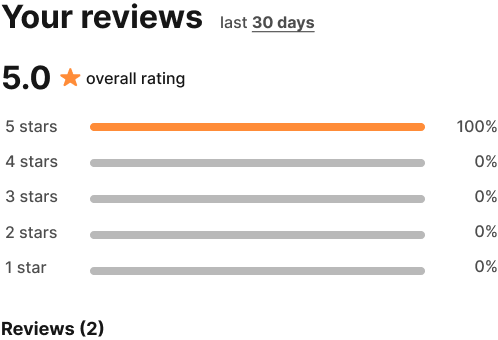 Your reviews last 30 days
5.0 overall rating
5 stars 100%
4 stars 0%
3 stars 0%
2 stars 0%
1 star 0%
Reviews (2)